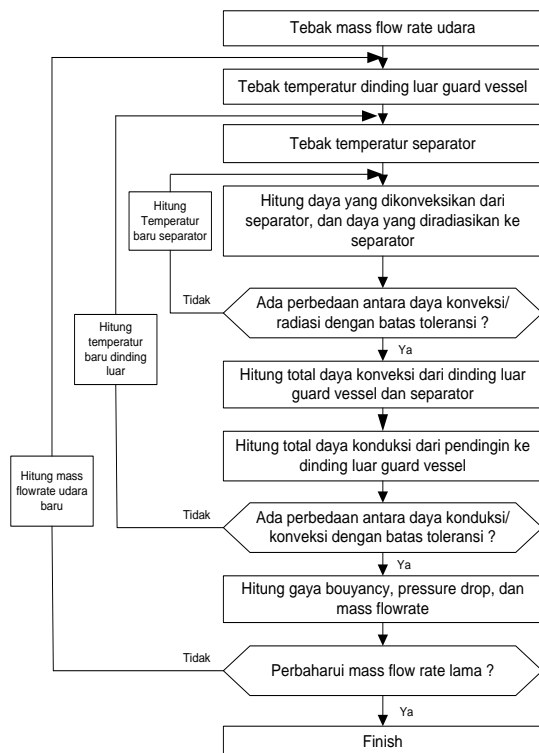 Tebak mass flow rate udara
Tebak temperatur dinding luar guard vessel
Tebak temperatur separator
Hitung
Temperatur
baru separator
Hitung daya yang dikonveksikan dari
separator, dan daya yang diradiasikan ke
separator
Tidak
Ada perbedaan antara daya konveksi/
radiasi dengan batas toleransi ?
Ya
Hitung
temperatur
baru dinding
luar
Hitung total daya konveksi dari dinding luar
guard vessel dan separator
Hitung total daya konduksi dari pendingin ke
dinding luar guard vessel
Hitung mass
flowrate udara
baru
Tidak
Ada perbedaan antara daya konduksi/
konveksi dengan batas toleransi ?
Ya
Hitung gaya bouyancy, pressure drop, dan
mass flowrate
Tidak
Perbaharui mass flow rate lama ?
Ya
Finish